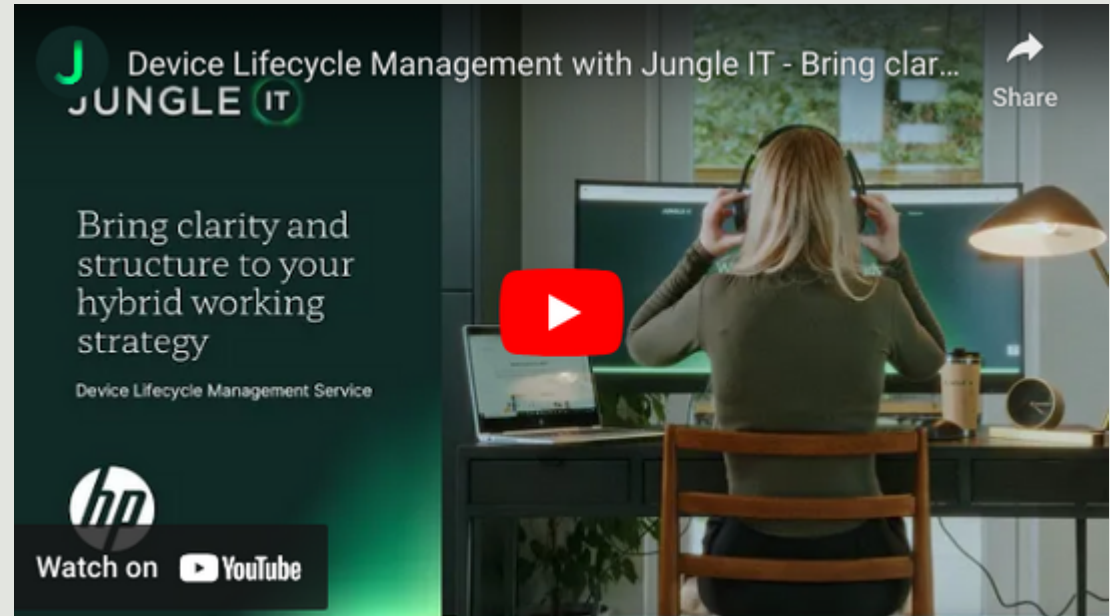 Device Lifecycle Management with Jungle IT - Bring clar...
Share
JUNGLE IT
Bring clarity and
structure to your
hybrid working
strategy
Device Lifecycle Management Service
hp
Watch on YouTube